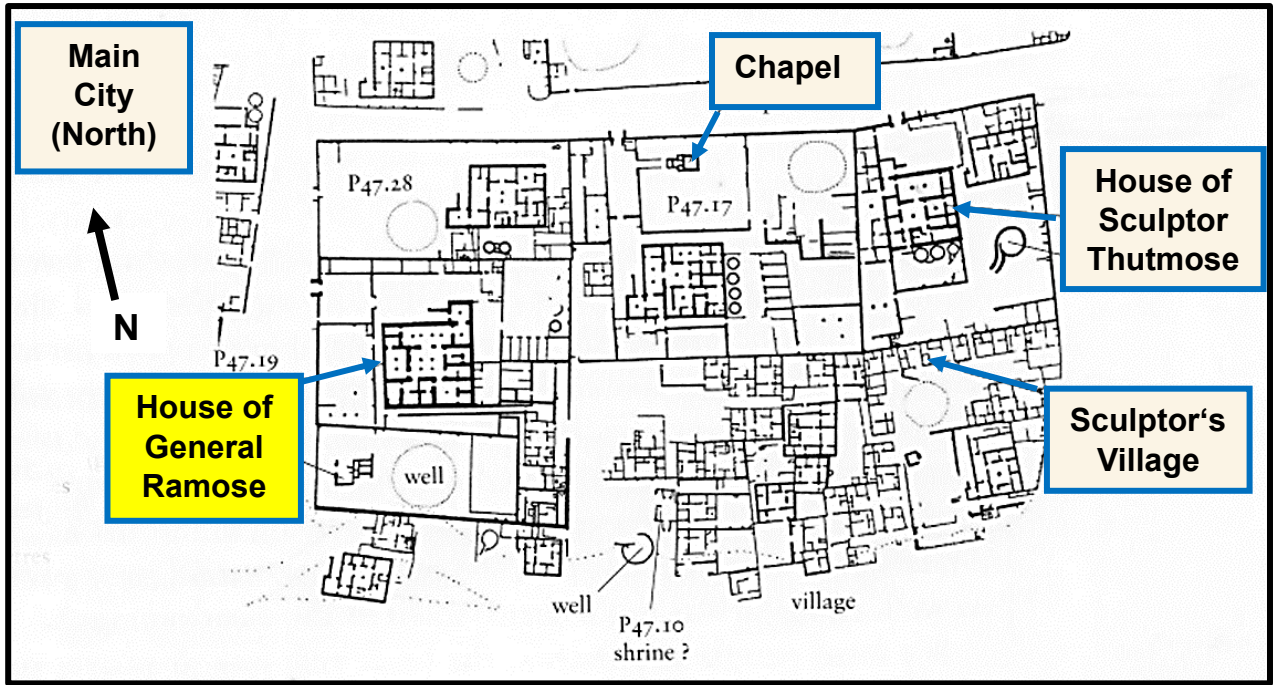 Main
City
(North)
N
Chapel
P47.28
P47.17
House of
Sculptor
Thutmose
P47.19
House of
General
Ramose
well
Sculptor‘s
Village
well
village
P47.10
shrine ?